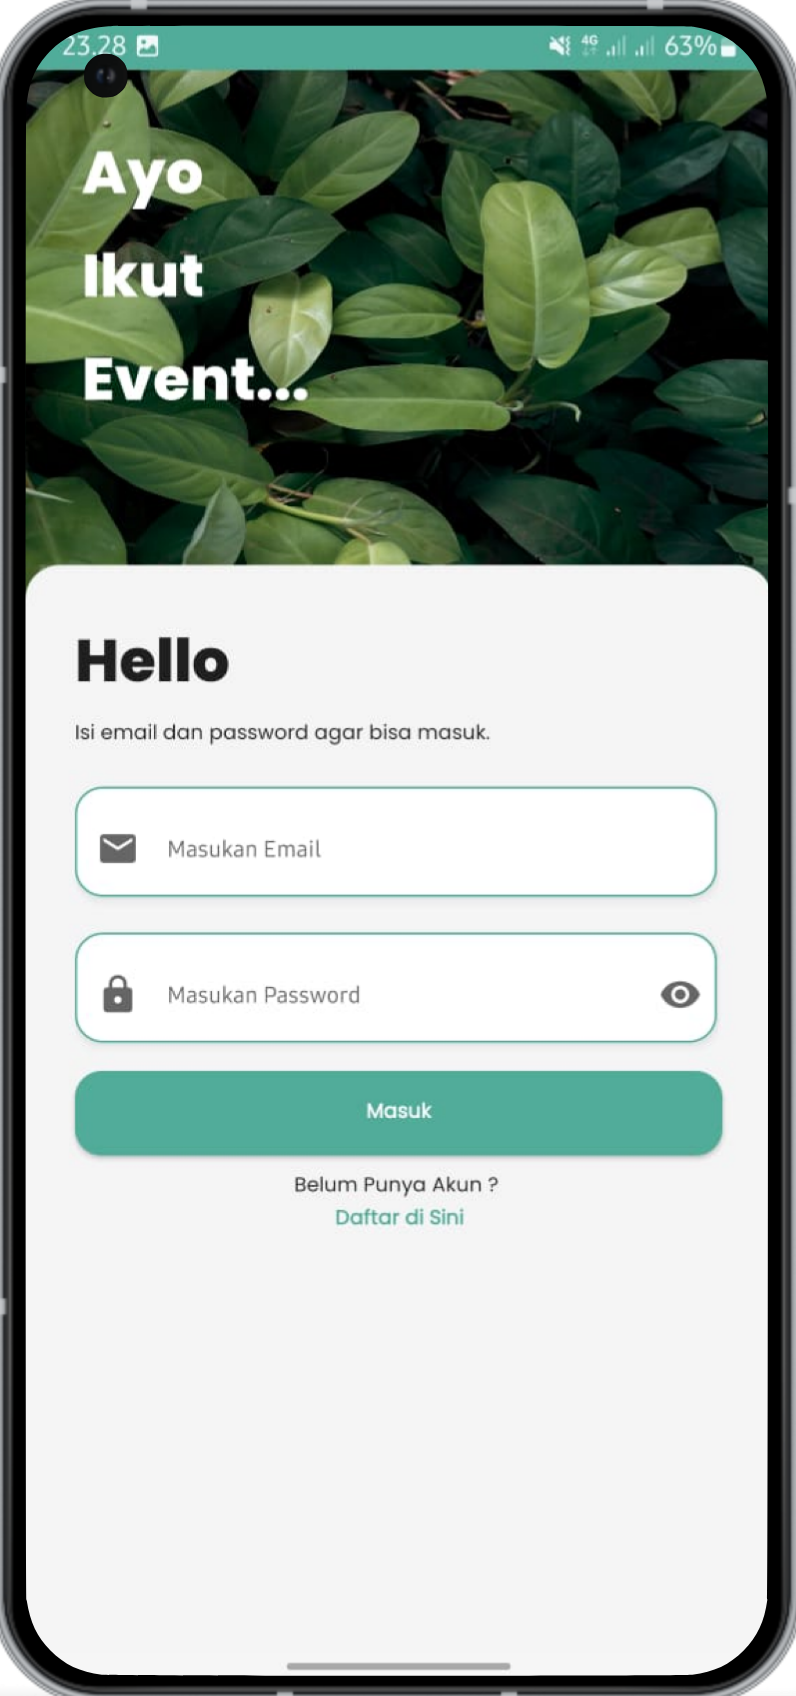 23.28
4G
63%
Ayo
Ikut
Event...
Hello
Isi email dan password agar bisa masuk.
Masukan Email
Masukan Password
Masuk
Belum Punya Akun ?
Daftar di Sini